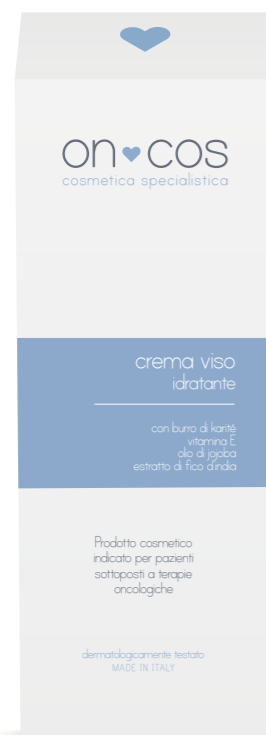 on cos
cosmetica specialistica
crema viso
idratante
con burro di karitè
vitamina E
olio di jojoba
estratto di fico d'india
Prodotto cosmetico
indicato per pazienti
sottoposti a terapie
oncologiche
dermatologicamente testato
MADE IN ITALY